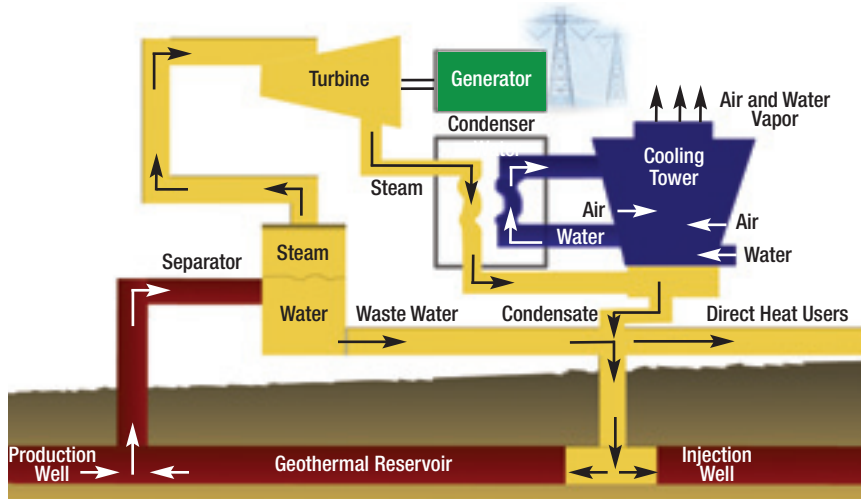 Turbine
Generator
Air and Water
Vapor
Condenser
Water
Cooling
Tower
Steam
Air
Air
Steam
Water
Water
Separator
Water
Waste Water
Condensate
Direct Heat Users
Production
Well
Geothermal Reservoir
Injection
Well